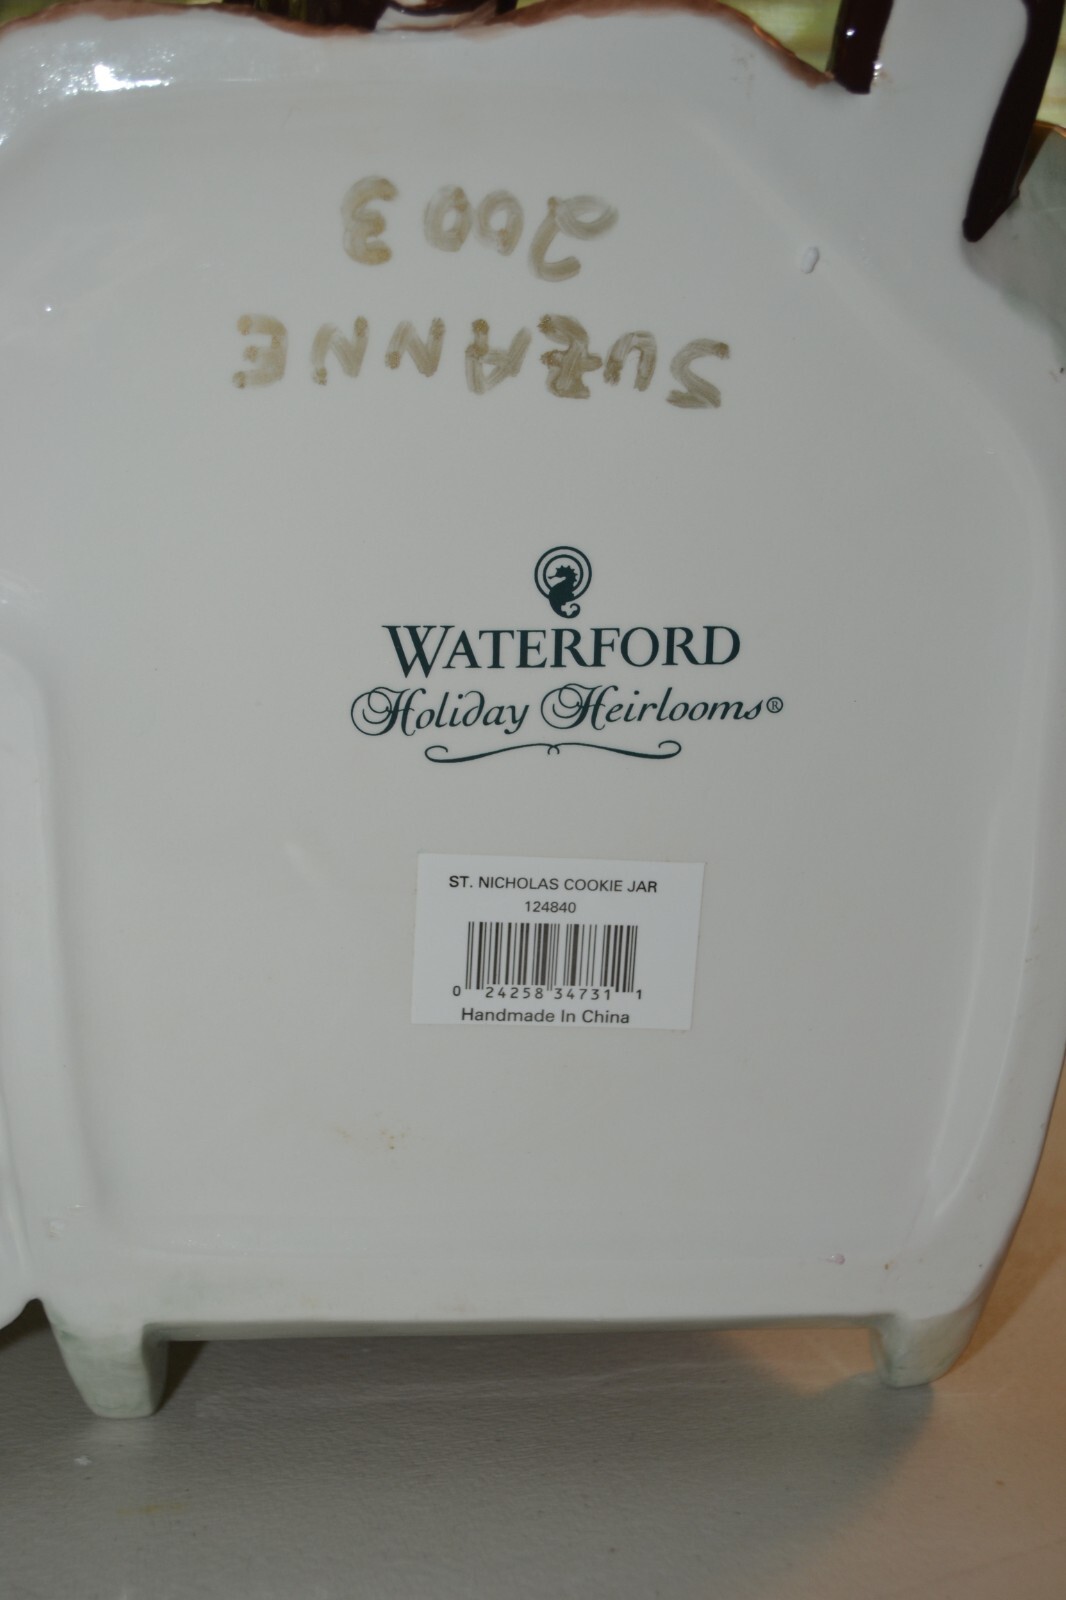 SUZANNE
2003
WATERFORD
Holiday Heirlooms®
ST. NICHOLAS COOKIE JAR
124840
0 24258 34731 1
Handmade In China